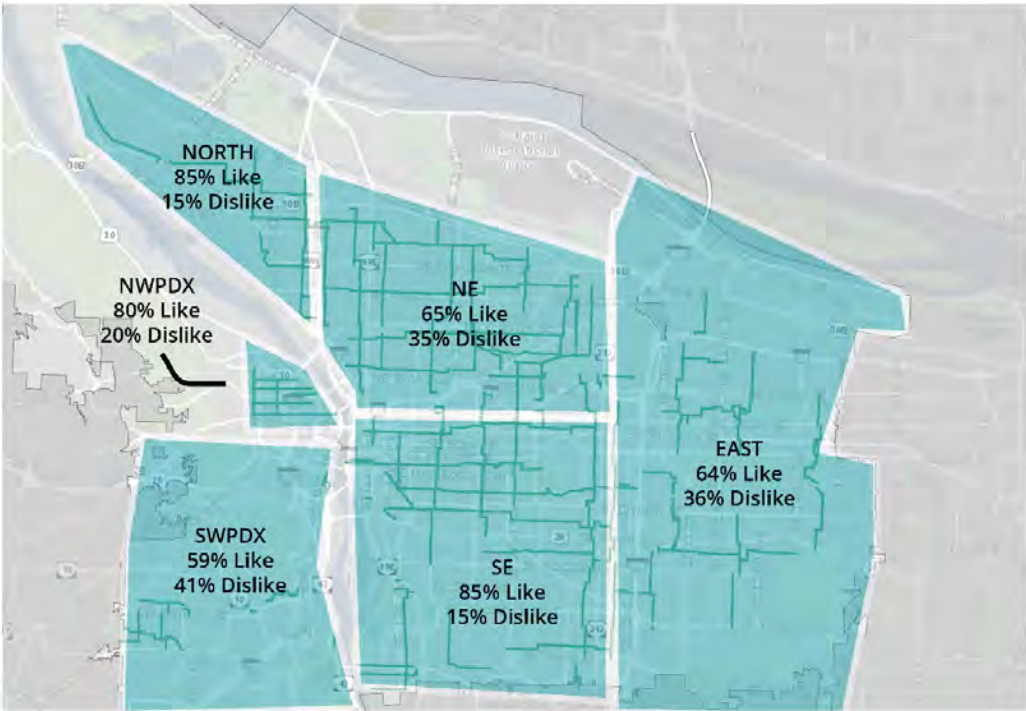 NORTH
85% Like
15% Dislike
NWPDX
80% Like
20% Dislike
NE
65% Like
35% Dislike
EAST
64% Like
36% Dislike
SWPDX
59% Like
41% Dislike
SE
85% Like
15% Dislike
30